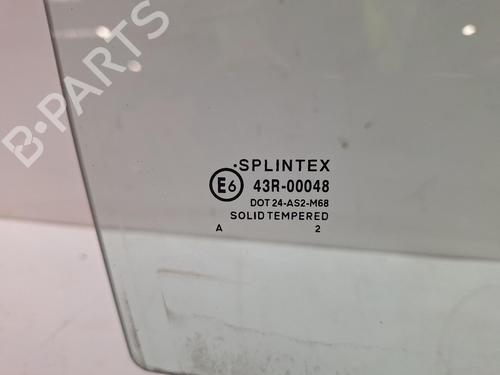 B-PARTS
.SPLINTEX
E6 43R-00048
DOT 24-AS2-M68
SOLID TEMPERED
A 2